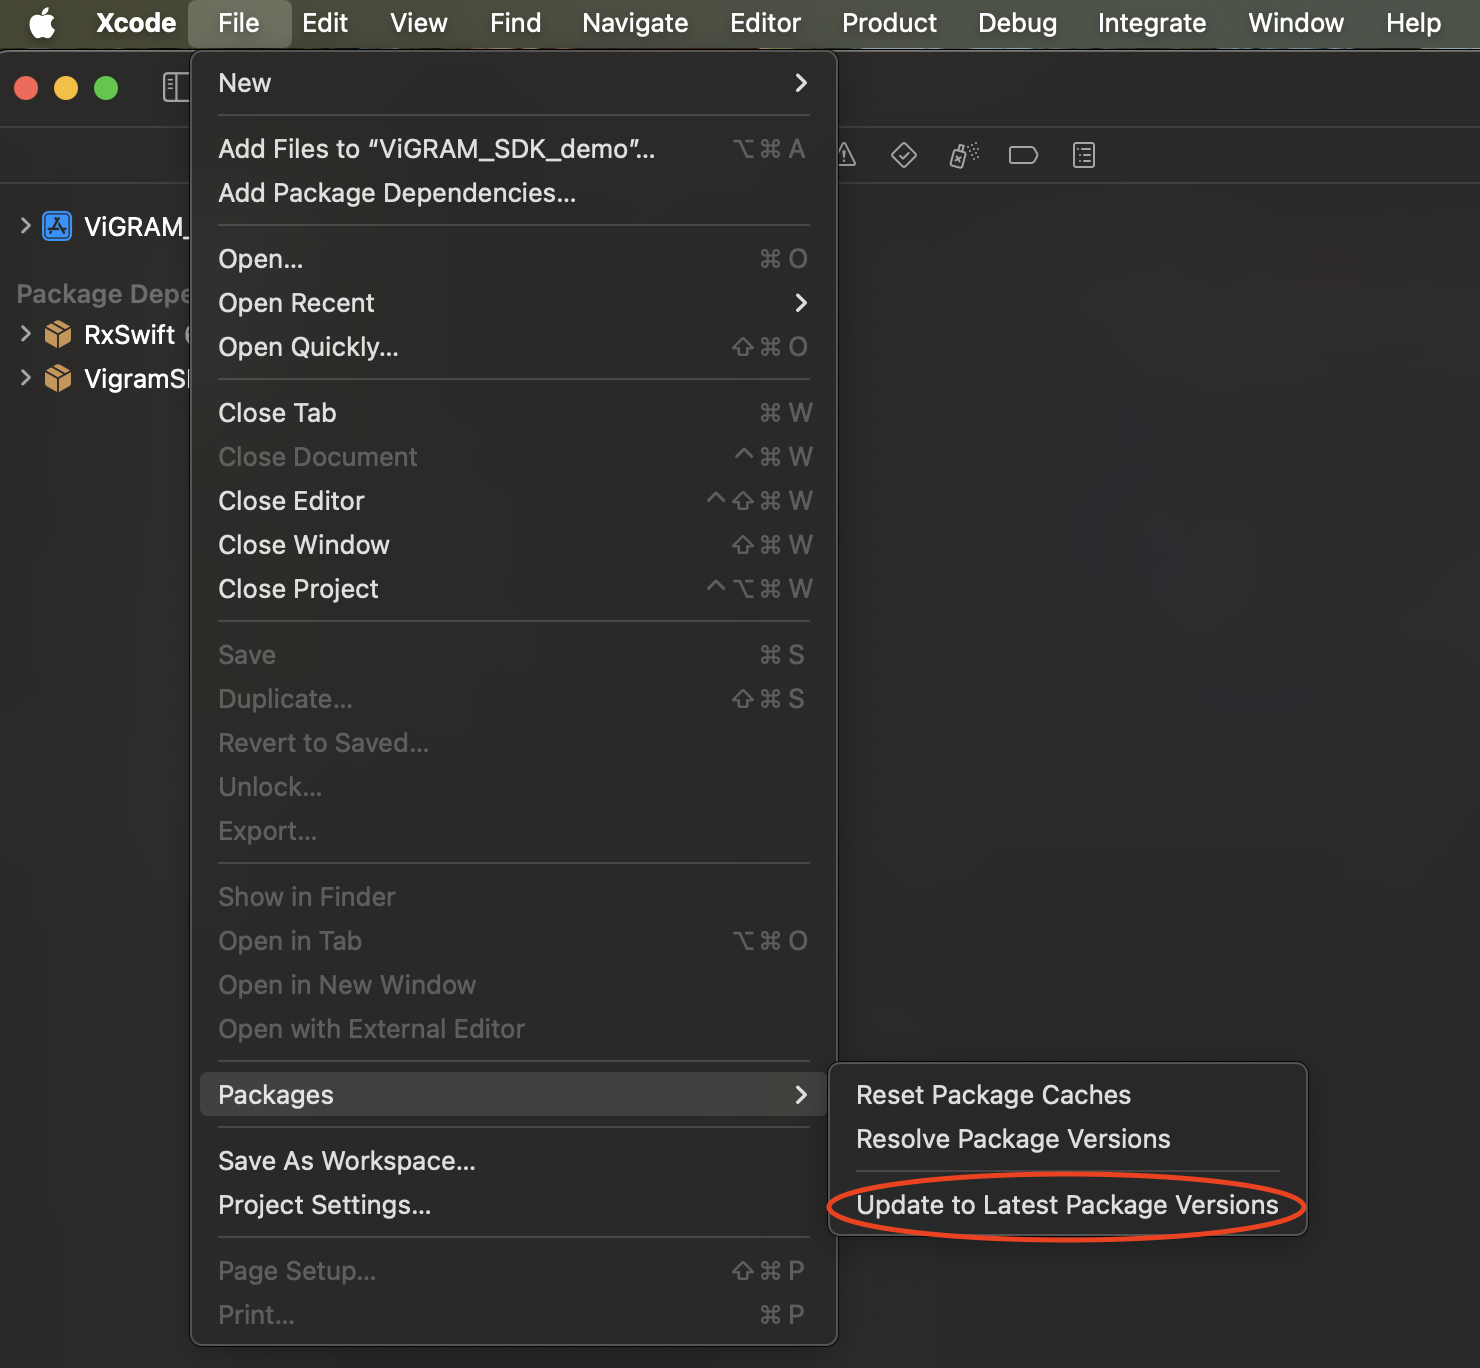 Xcode File Edit View Find Navigate Editor Product Debug Integrate Window Help
New
Add Files to “ViGRAM_SDK_demo”... ⌥⌘A
Add Package Dependencies...
ViGRAM_
Open... ⌘O
Package Depe
Open Recent
RxSwift
Open Quickly... ⇧⌘O
VigramS
Close Tab ⌘W
Close Document ^⌘W
Close Editor ^⇧⌘W
Close Window ⇧⌘W
Close Project ^⌥⌘W
Save ⌘S
Duplicate... ⇧⌘S
Revert to Saved...
Unlock...
Export...
Show in Finder
Open in Tab ⌥⌘O
Open in New Window
Open with External Editor
Packages
Reset Package Caches
Resolve Package Versions
Save As Workspace...
Project Settings...
Update to Latest Package Versions
Page Setup... ⇧⌘P
Print... ⌘P